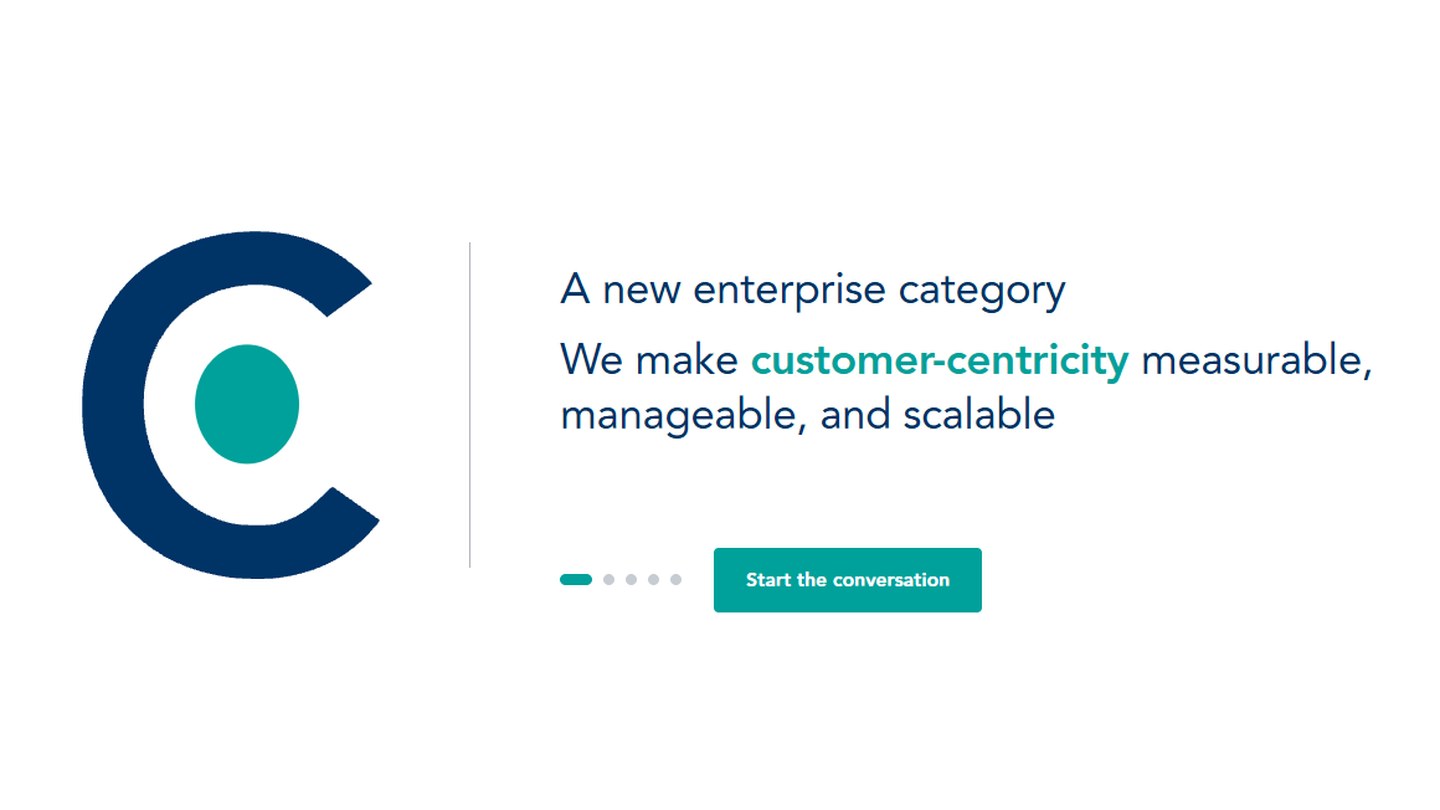 C
A new enterprise category
We make customer-centricity measurable,
manageable, and scalable
Start the conversation